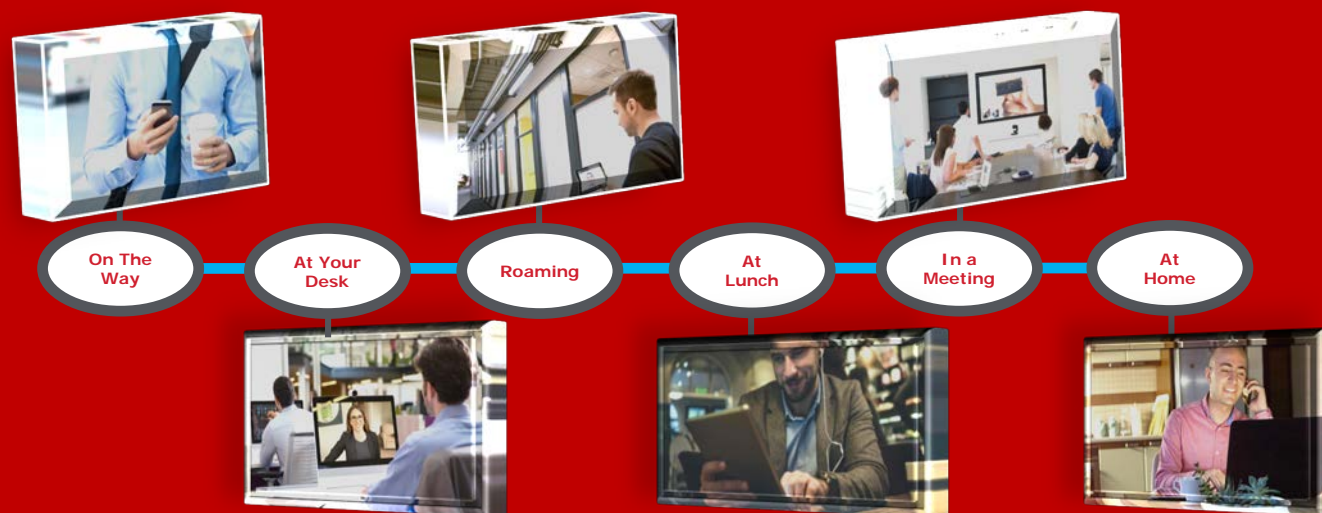 On The
Way
At Your
Desk
Roaming
At
Lunch
In a
Meeting
At
Home